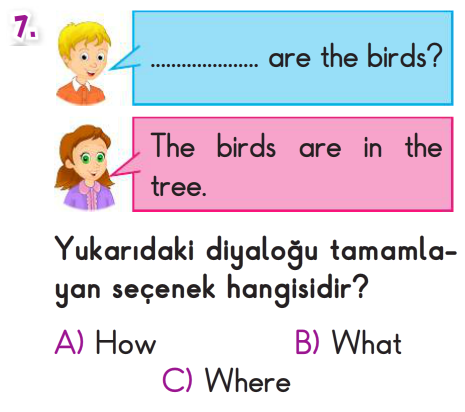 7.
..................... are the birds?
The birds are in the
tree.
Yukarıdaki diyaloğu tamamla-
yan seçenek hangisidir?
A) How B) What
C) Where